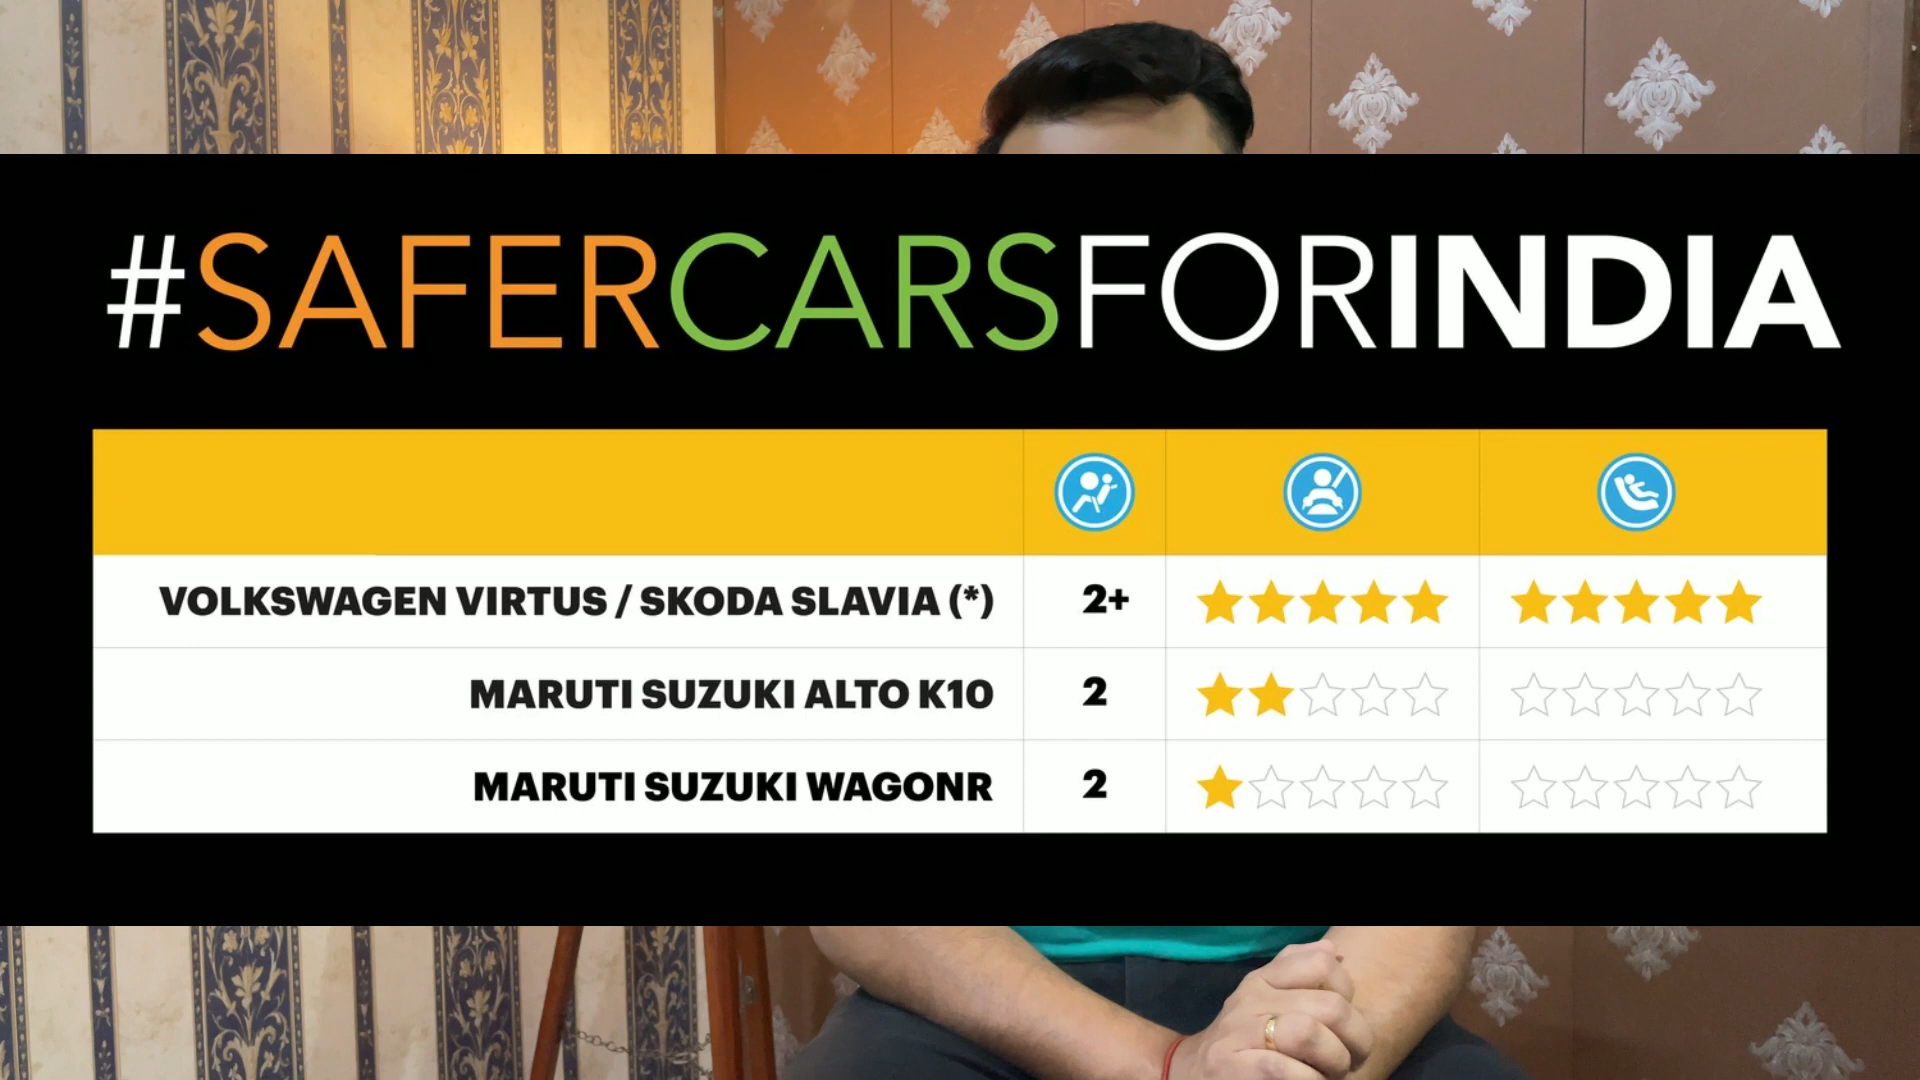 #SAFERCARSFORINDIA
VOLKSWAGEN VIRTUS / SKODA SLAVIA (*) 2+
MARUTI SUZUKI ALTO K10 2
MARUTI SUZUKI WAGONR 2